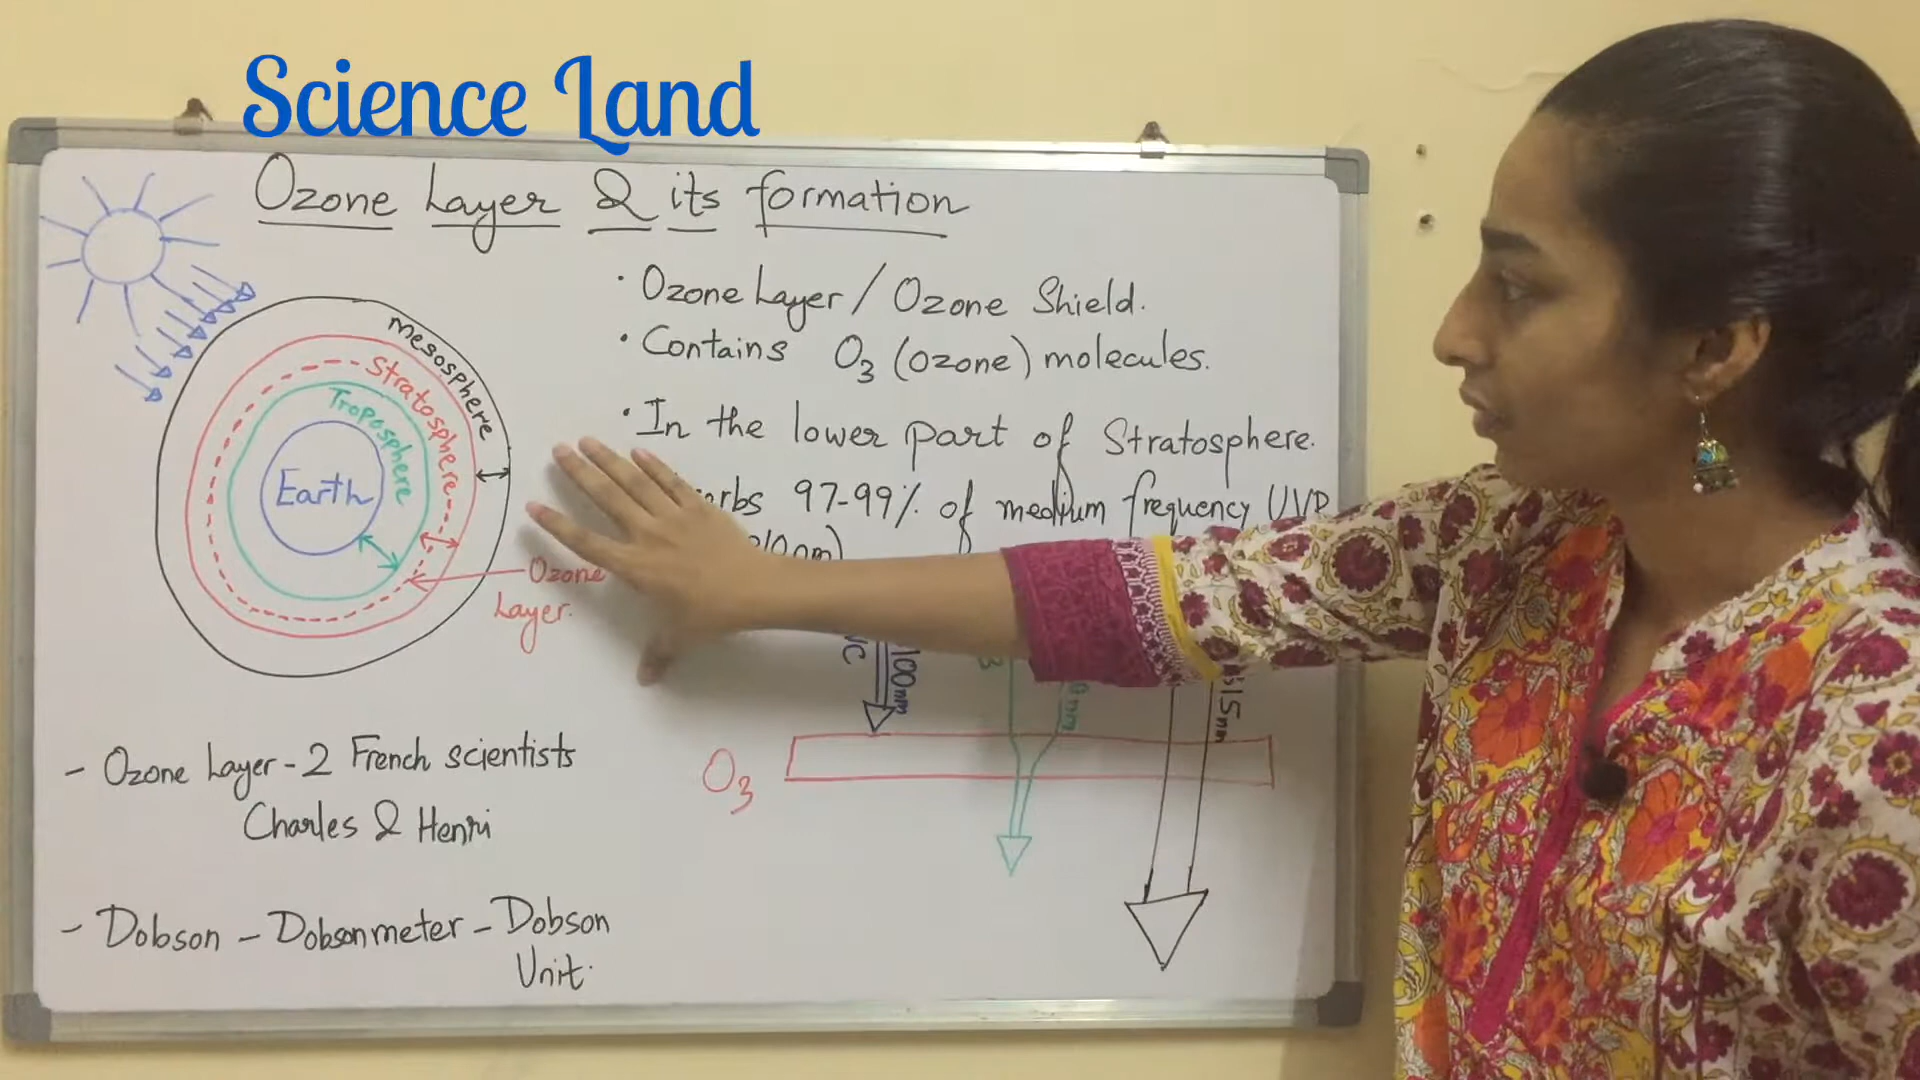 Science Land
Ozone Layer & its formation
mesosphere
Stratosphere
Troposphere
Earth
Ozone
Layer.
· Ozone Layer / Ozone Shield.
· Contains O3 (ozone) molecules.
· In the lower part of Stratosphere.
97-99% of medium frequency UVR
100nm
315nm
O3
- Ozone Layer - 2 French scientists
Charles & Henri
- Dobson - Dobsonmeter - Dobson
Unit.